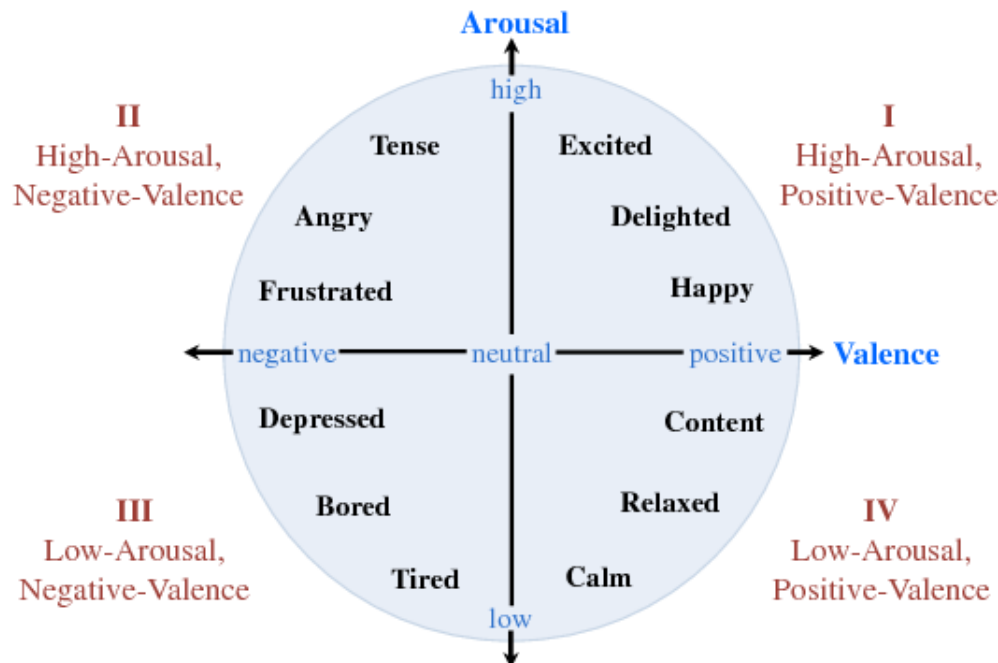 Arousal
high
II
High-Arousal,
Negative-Valence
I
High-Arousal,
Positive-Valence
Tense
Excited
Angry
Delighted
Frustrated
Happy
negative
neutral
positive
Valence
Depressed
Content
Bored
Relaxed
Tired
Calm
III
Low-Arousal,
Negative-Valence
IV
Low-Arousal,
Positive-Valence
low